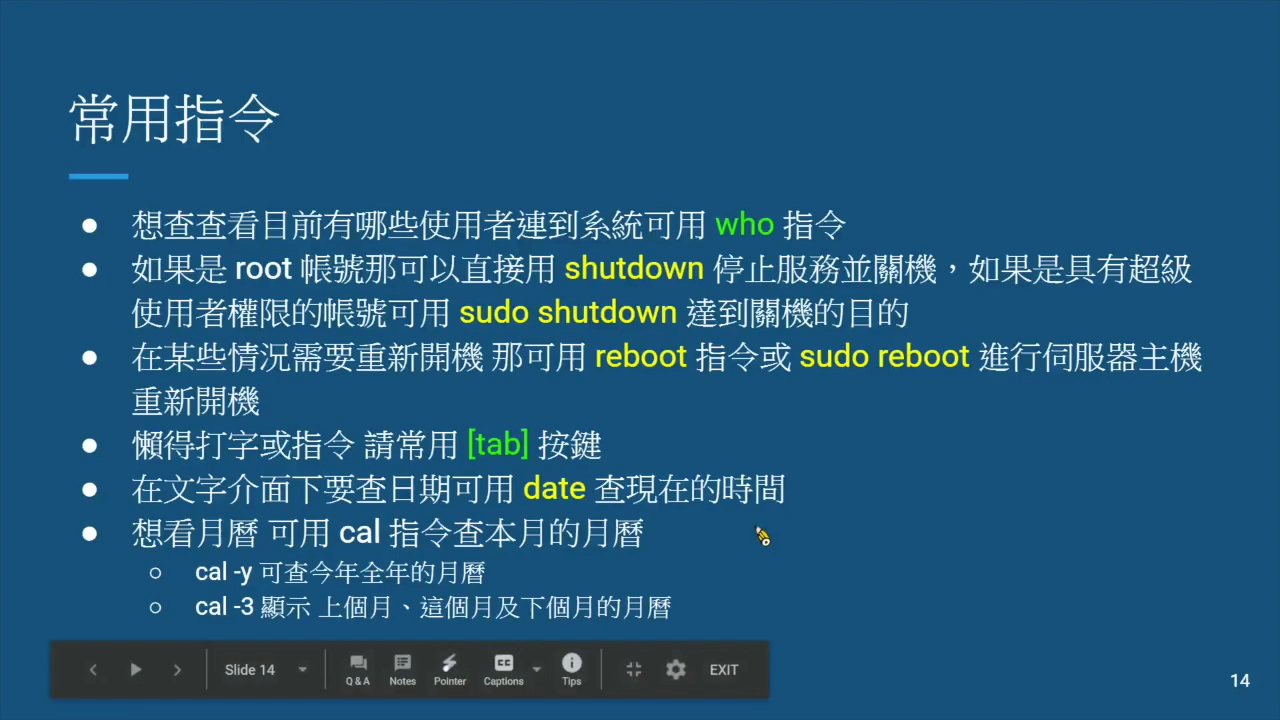 常用指令
● 想查查看目前有哪些使用者連到系統可用 who 指令
● 如果是 root 帳號那可以直接用 shutdown 停止服務並關機，如果是具有超級
使用者權限的帳號可用 sudo shutdown 達到關機的目的
● 在某些情況需要重新開機 那可用 reboot 指令或 sudo reboot 進行伺服器主機
重新開機
● 懶得打字或指令 請常用 [tab] 按鍵
● 在文字介面下要查日期可用 date 查現在的時間
● 想看月曆 可用 cal 指令查本月的月曆
○ cal -y 可查今年全年的月曆
○ cal -3 顯示 上個月、這個月及下個月的月曆
Slide 14 Q & A Notes Pointer CC Captions Tips EXIT
14